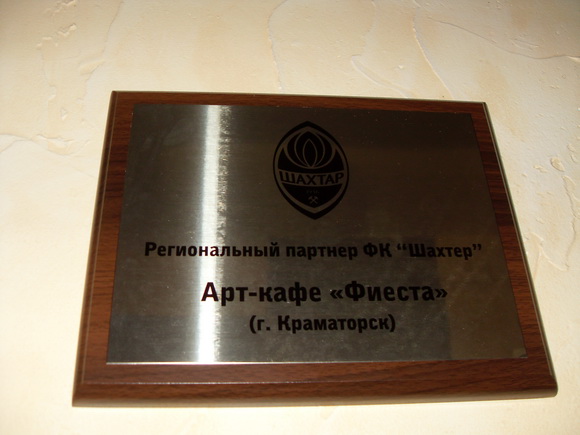 ШАХТАР
Региональный партнер ФК "Шахтер"
Арт-кафе «Фиеста»
(г. Краматорск)